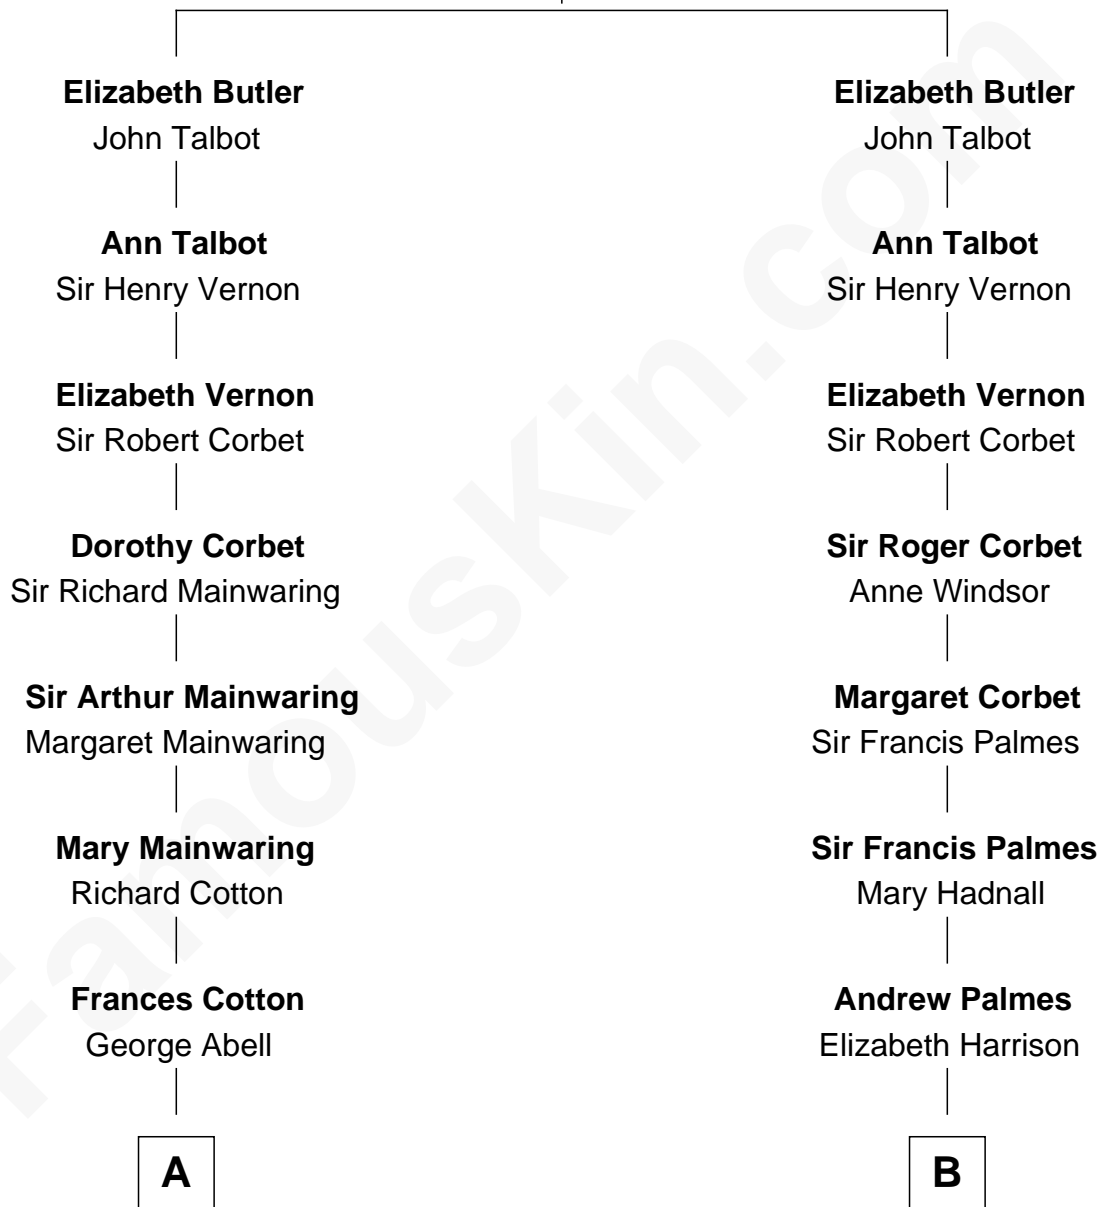 Elizabeth Butler
John Talbot
Ann Talbot
Sir Henry Vernon
Elizabeth Vernon
Sir Robert Corbet
Dorothy Corbet
Sir Richard Mainwaring
Sir Arthur Mainwaring
Margaret Mainwaring
Mary Mainwaring
Richard Cotton
Frances Cotton
George Abell
A
Elizabeth Butler
John Talbot
Ann Talbot
Sir Henry Vernon
Elizabeth Vernon
Sir Robert Corbet
Sir Roger Corbet
Anne Windsor
Margaret Corbet
Sir Francis Palmes
Sir Francis Palmes
Mary Hadnall
Andrew Palmes
Elizabeth Harrison
B
FamousKin.com